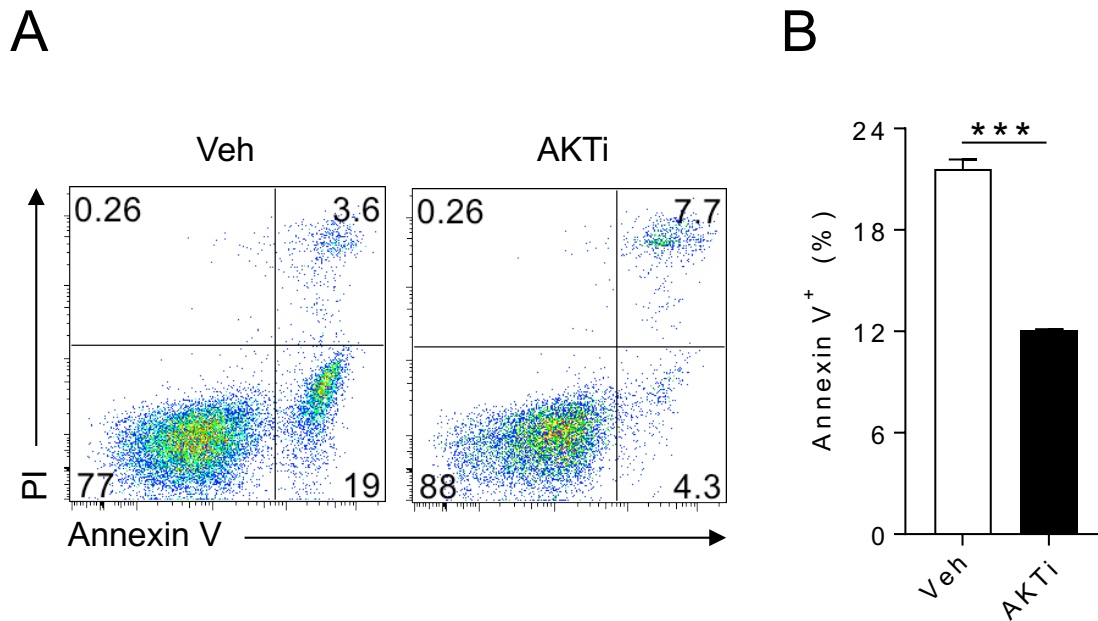 A
B
Veh
AKTi
0.26
3.6
0.26
7.7
77
19
88
4.3
PI
Annexin V
***
24
18
12
6
0
Annexin V+ (%)
Veh
AKTi